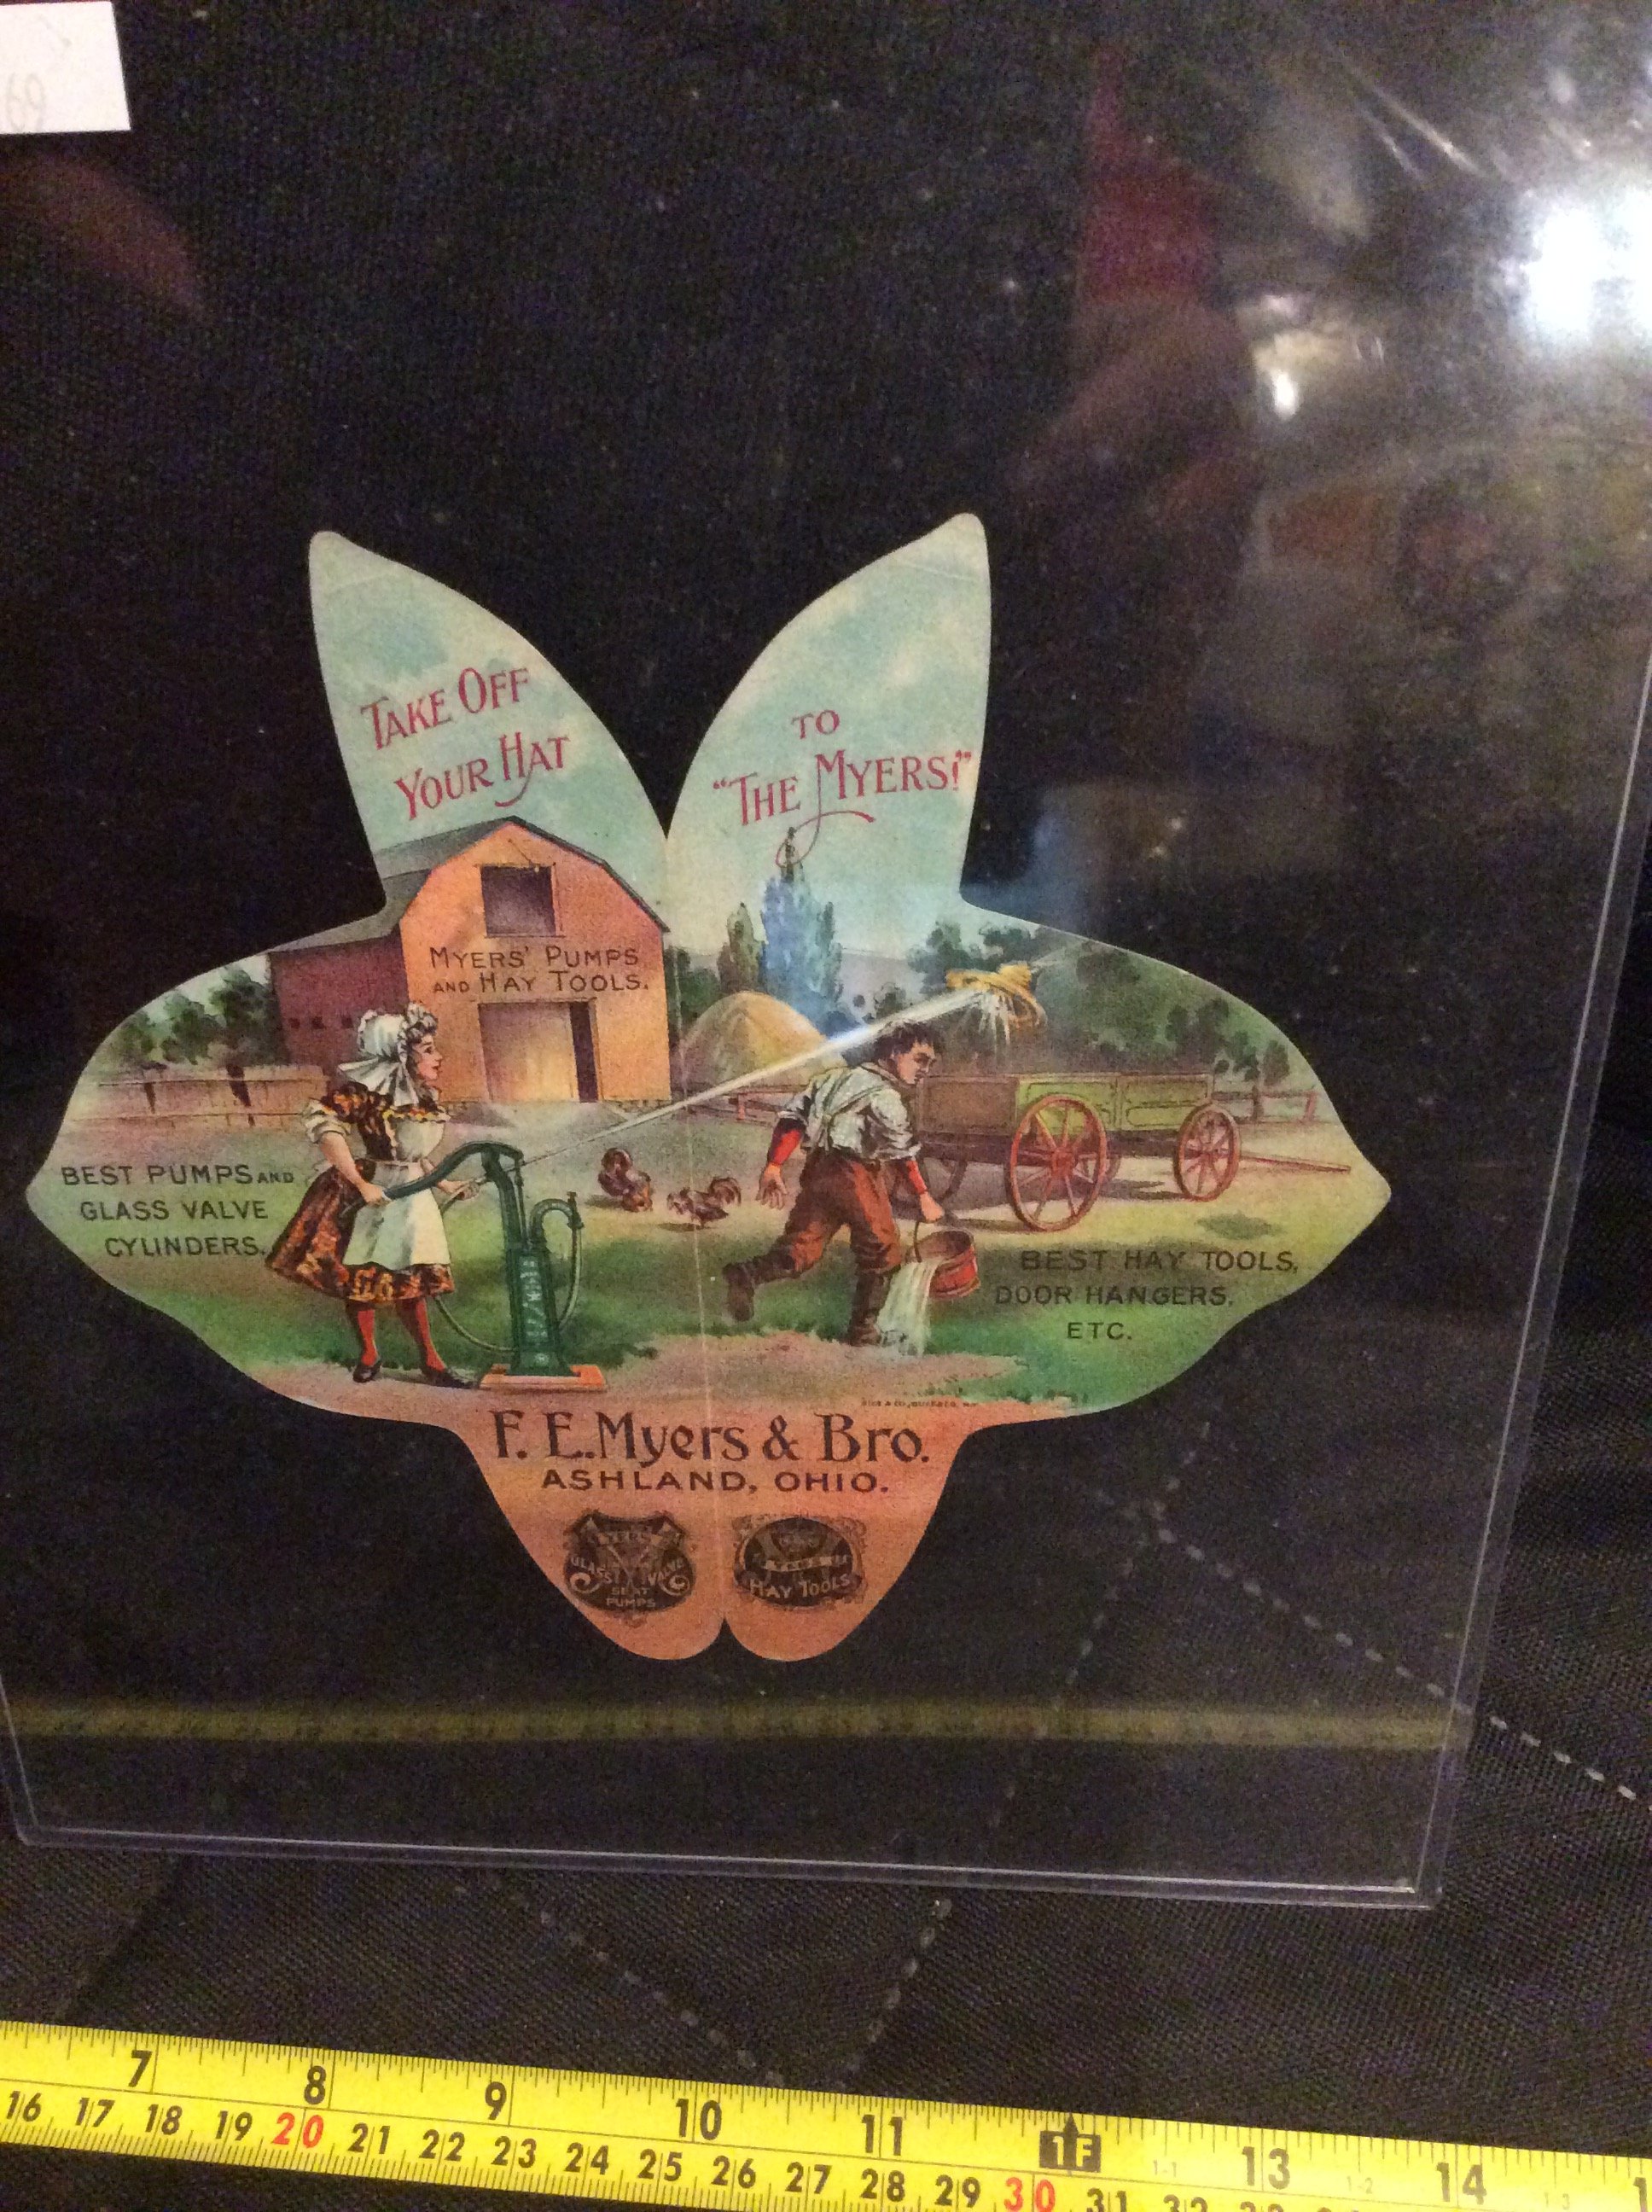 69
TAKE OFF
YOUR HAT
TO
"THE MYERS!"
MYERS' PUMPS
AND HAY TOOLS.
BEST PUMPS AND
GLASS VALVE
CYLINDERS.
BEST HAY TOOLS,
DOOR HANGERS.
ETC.
F. E. Myers & Bro.
ASHLAND, OHIO.
GLASS VALVE
SEAT
PUMPS
HAY TOOLS
7 8 9 10 11 1F 13 14
16 17 18 19 20 21 22 23 24 25 26 27 28 29 30 31 32